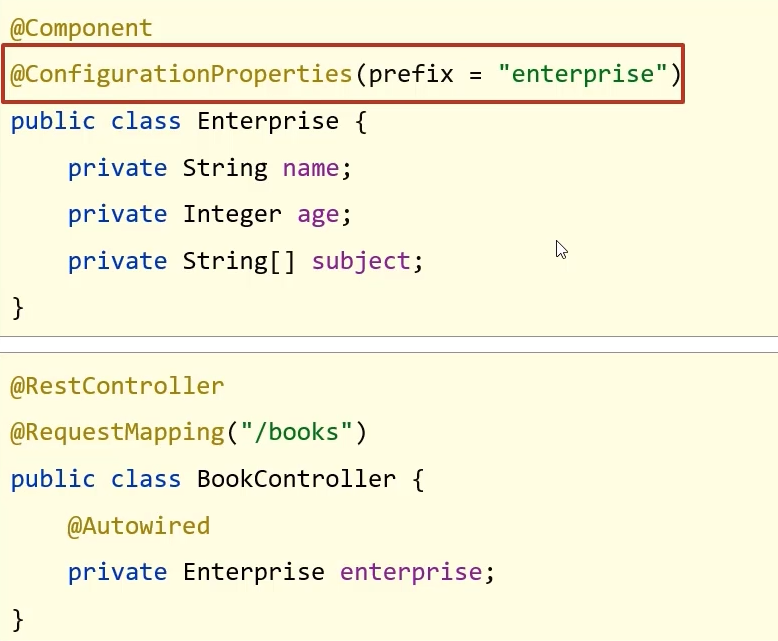 @Component
@ConfigurationProperties(prefix = "enterprise")
public class Enterprise {
    private String name;
    private Integer age;
    private String[] subject;
}
@RestController
@RequestMapping("/books")
public class BookController {
    @Autowired
    private Enterprise enterprise;
}